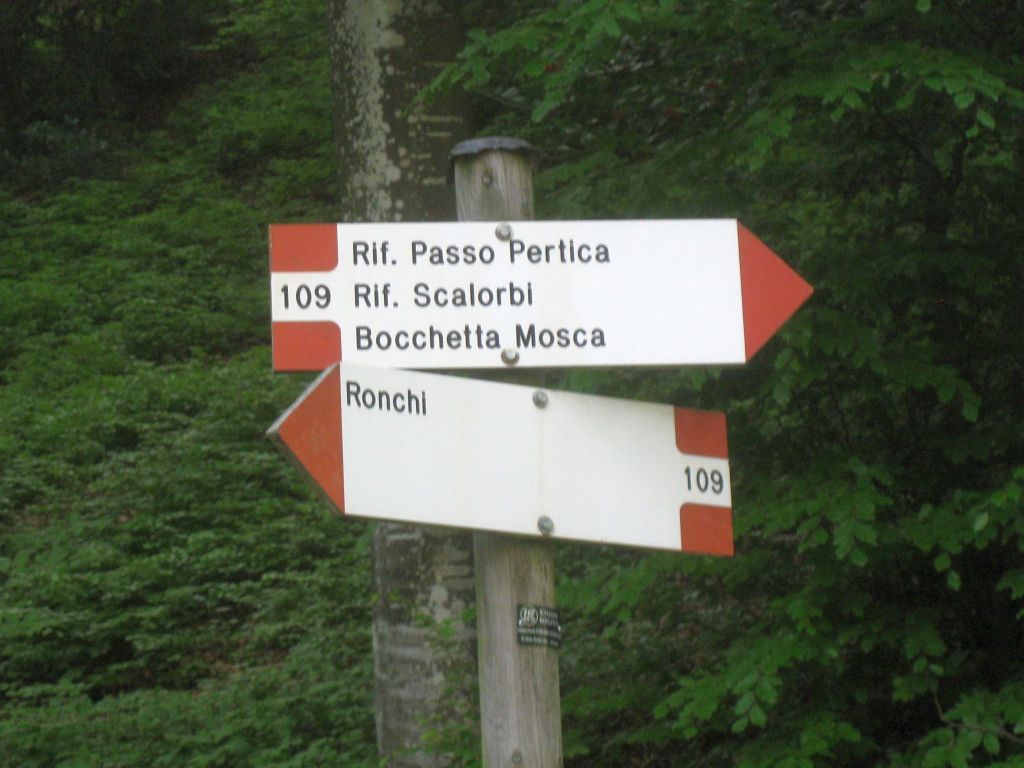 Rif. Passo Pertica
109 Rif. Scalorbi
Bocchetta Mosca
Ronchi
109